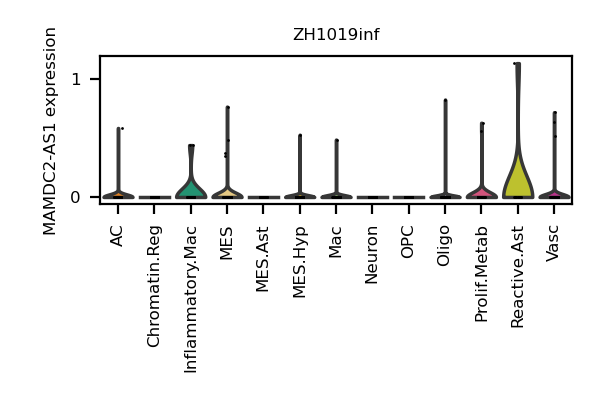 ZH1019inf
MAMDC2-AS1 expression
1
0
AC
Chromatin.Reg
Inflammatory.Mac
MES
MES.Ast
MES.Hyp
Mac
Neuron
OPC
Oligo
Prolif.Metab
Reactive.Ast
Vasc